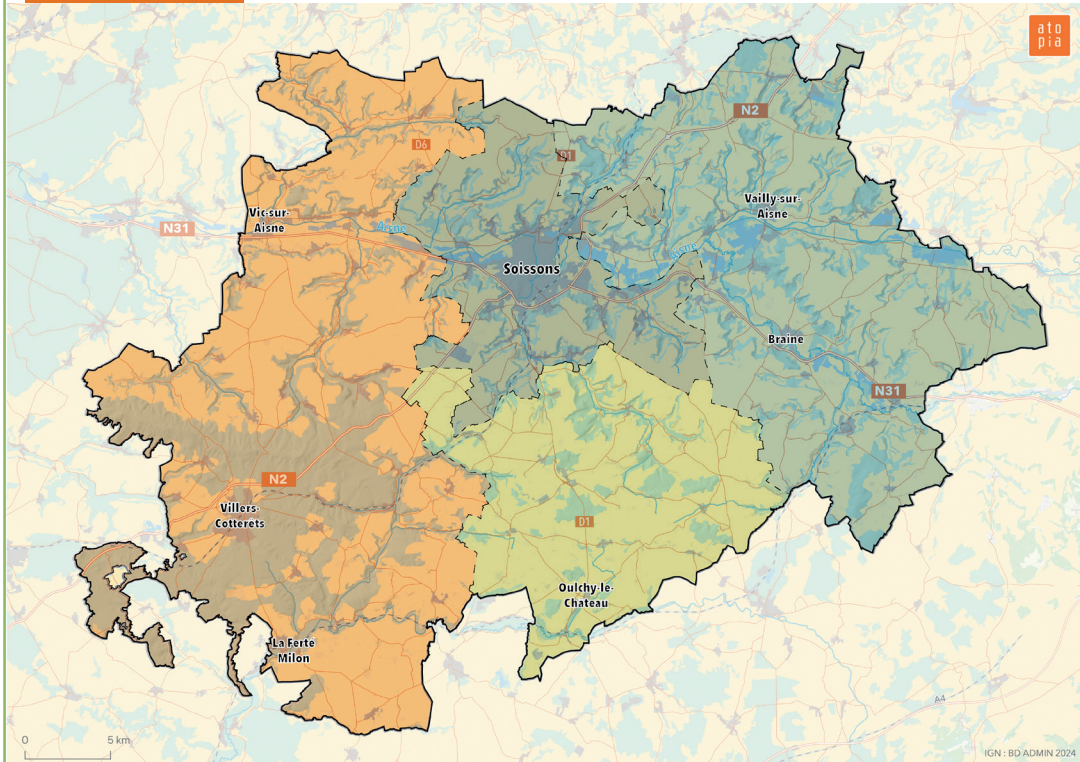 ato
pia
N2
D6
D1
Vailly-sur-
Aisne
Vic-sur-
Aisne
N31
Aisne
Aisne
Soissons
Braine
N31
N2
Villers-
Cotterets
D1
Oulchy-le-
Chateau
La Ferté
Milon
A4
0
5 km
IGN : BD ADMIN 2024